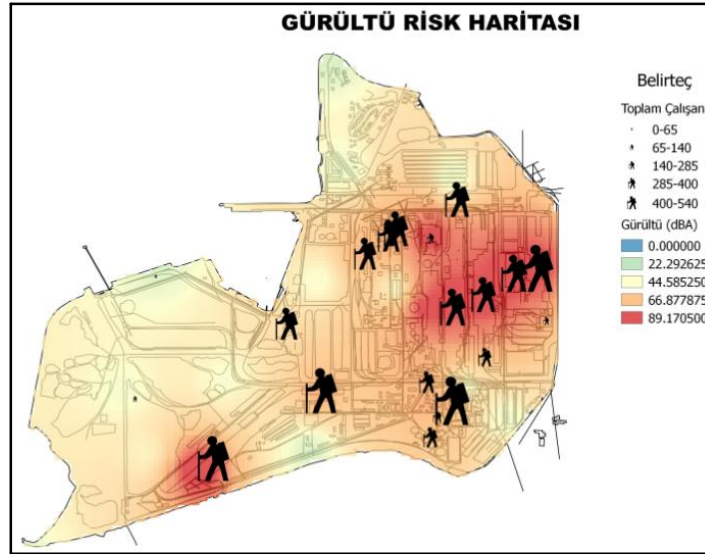 GÜRÜLTÜ RİSK HARİTASI
Belirteç
Toplam Çalışan
0-65
65-140
140-285
285-400
400-540
Gürültü (dBA)
0.000000
22.292625
44.585250
66.877875
89.170500